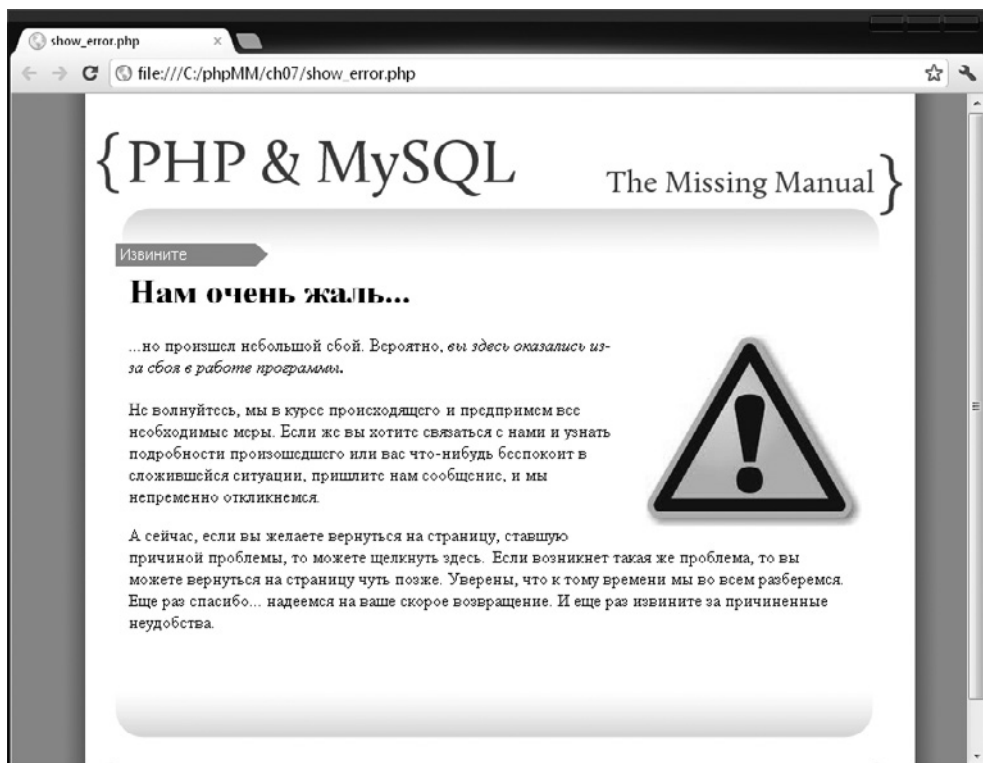 show_error.php
file:///C:/phpMM/ch07/show_error.php
{PHP & MySQL
The Missing Manual}
Извините
Нам очень жаль...
...но произошел небольшой сбой. Вероятно, вы здесь оказались из-
за сбоя в работе программы.
Не волнуйтесь, мы в курсе происходящего и предпримем все
необходимые меры. Если же вы хотите связаться с нами и узнать
подробности произошедшего или вас что-нибудь беспокоит в
сложившейся ситуации, пришлите нам сообщение, и мы
непременно откликнемся.
А сейчас, если вы желаете вернуться на страницу, ставшую
причиной проблемы, то можете щелкнуть здесь. Если возникнет такая же проблема, то вы
можете вернуться на страницу чуть позже. Уверены, что к тому времени мы во всем разберемся.
Еще раз спасибо... надеемся на ваше скорое возвращение. И еще раз извините за причиненные
неудобства.